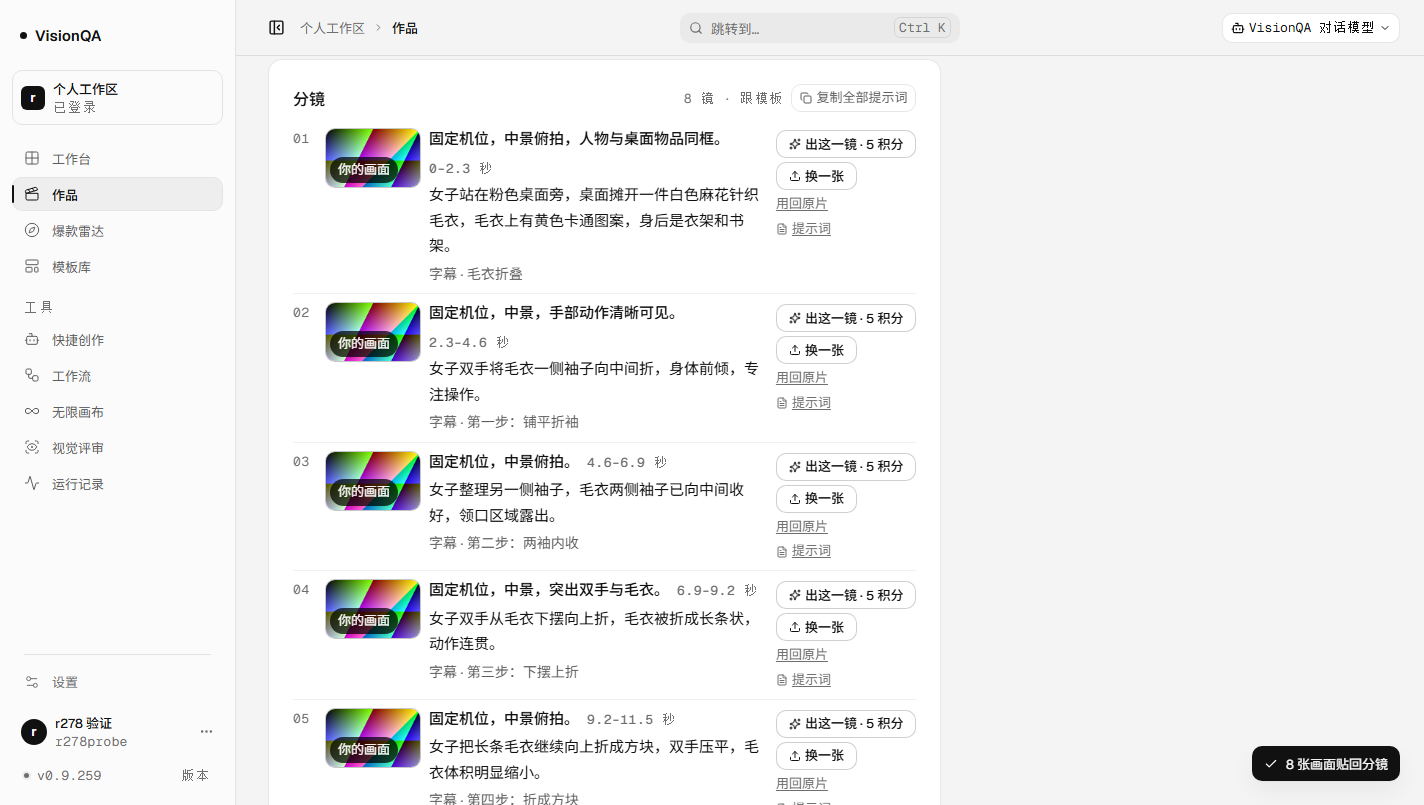 VisionQA
r
个人工作区
已登录
工作台
作品
爆款雷达
模板库
工具
快捷创作
工作流
无限画布
视觉评审
运行记录
设置
r
r278 验证
r278probe
v0.9.259
版本
个人工作区
作品
跳转到…
Ctrl K
VisionQA 对话模型
分镜
8 镜 · 跟模板
复制全部提示词
01
你的画面
固定机位，中景俯拍，人物与桌面物品同框。
0–2.3 秒
女子站在粉色桌面旁，桌面摊开一件白色麻花针织
毛衣，毛衣上有黄色卡通图案，身后是衣架和书
架。
字幕 · 毛衣折叠
出这一镜 · 5 积分
换一张
用回原片
提示词
02
你的画面
固定机位，中景，手部动作清晰可见。
2.3–4.6 秒
女子双手将毛衣一侧袖子向中间折，身体前倾，专
注操作。
字幕 · 第一步：铺平折袖
出这一镜 · 5 积分
换一张
用回原片
提示词
03
你的画面
固定机位，中景俯拍。 4.6–6.9 秒
女子整理另一侧袖子，毛衣两侧袖子已向中间收
好，领口区域露出。
字幕 · 第二步：两袖内收
出这一镜 · 5 积分
换一张
用回原片
提示词
04
你的画面
固定机位，中景，突出双手与毛衣。 6.9–9.2 秒
女子双手从毛衣下摆向上折，毛衣被折成长条状，
动作连贯。
字幕 · 第三步：下摆上折
出这一镜 · 5 积分
换一张
用回原片
提示词
05
你的画面
固定机位，中景俯拍。 9.2–11.5 秒
女子把长条毛衣继续向上折成方块，双手压平，毛
衣体积明显缩小。
字幕 · 第四步：折成方块
出这一镜 · 5 积分
换一张
用回原片
提示词
8 张画面贴回分镜